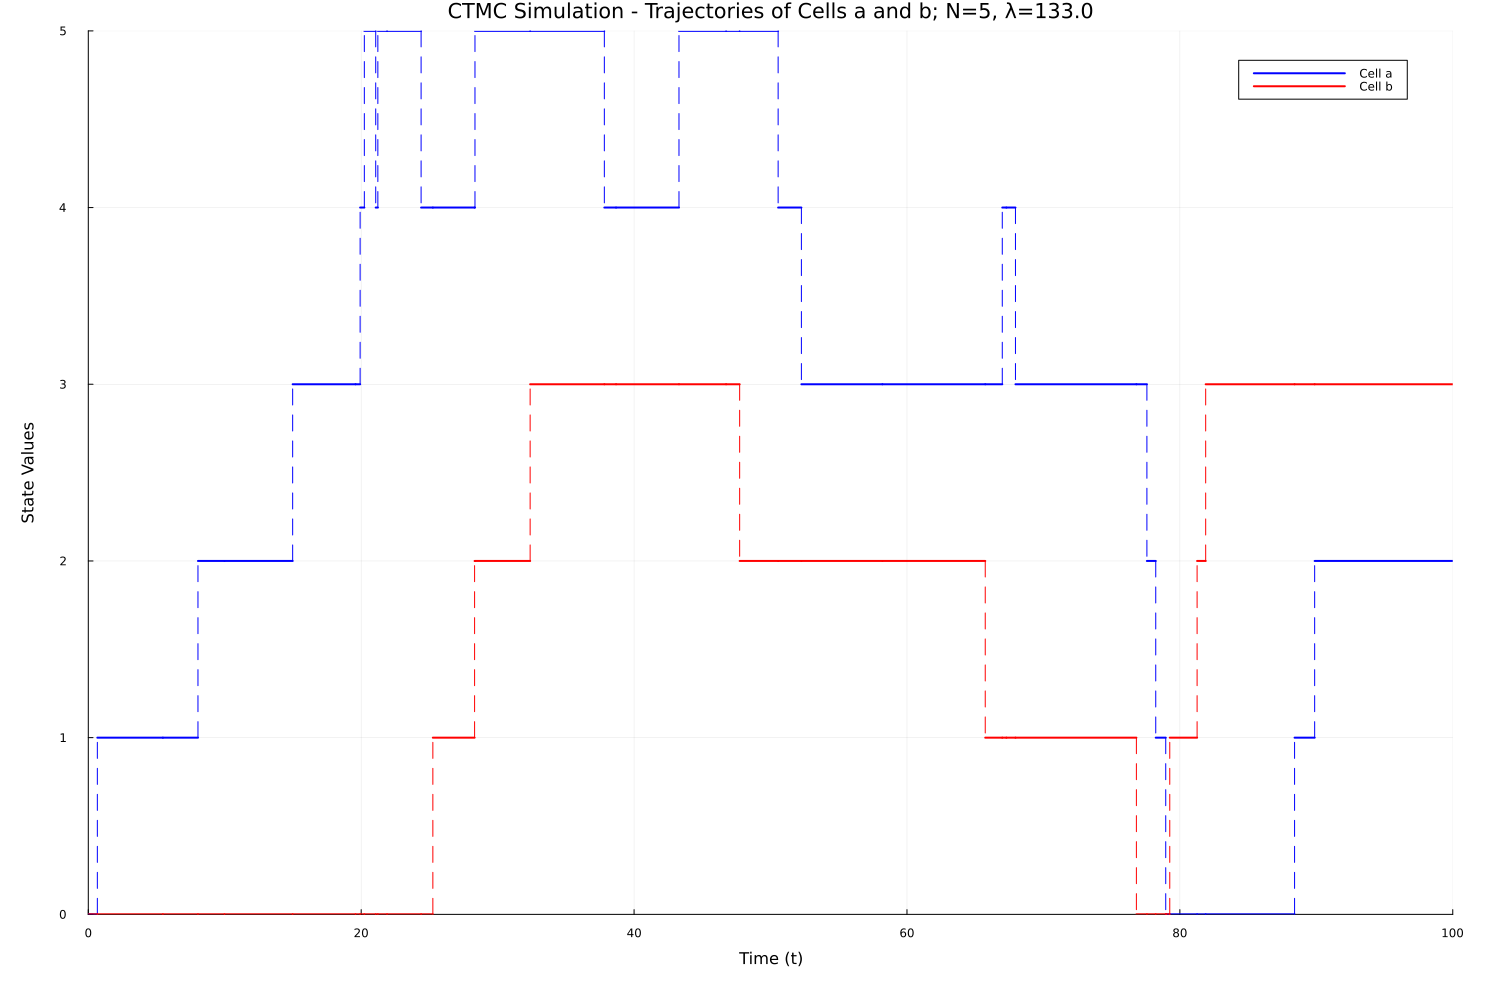 CTMC Simulation - Trajectories of Cells a and b; N=5, λ=133.0
Cell a
Cell b
State Values
5
4
3
2
1
0
0 20 40 60 80 100
Time (t)